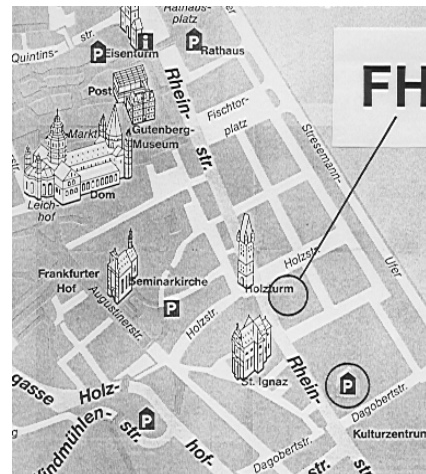 Rathaus-
platz
Quintins-
str.
P
Eisenturm
i
P
Rathaus
FH
Post
Rhein-
str.
Fischtor-
platz
Markt
Gutenberg-
Museum
Stresemann-
Ufer
Dom
Leich-
hof
Frankfurter
Hof
Seminarkirche
Augustinerstr.
P
Holzturm
Holzstr.
Holzstr.
St. Ignaz
Rhein-
str.
P
Dagobertstr.
Kulturzentrum
gasse
Holz-
hof-
P
str.
Dagobertstr.